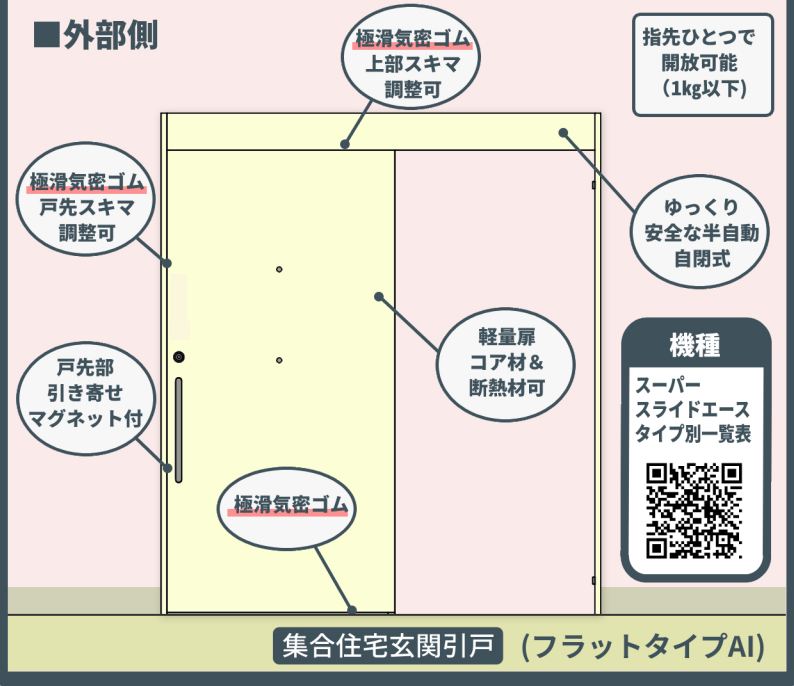 ■外部側
極滑気密ゴム
上部スキマ
調整可
指先ひとつで
開放可能
（1kg以下)
極滑気密ゴム
戸先スキマ
調整可
ゆっくり
安全な半自動
自閉式
軽量扉
コア材＆
断熱材可
戸先部
引き寄せ
マグネット付
機種
スーパー
スライドエース
タイプ別一覧表
極滑気密ゴム
集合住宅玄関引戸 (フラットタイプAI)